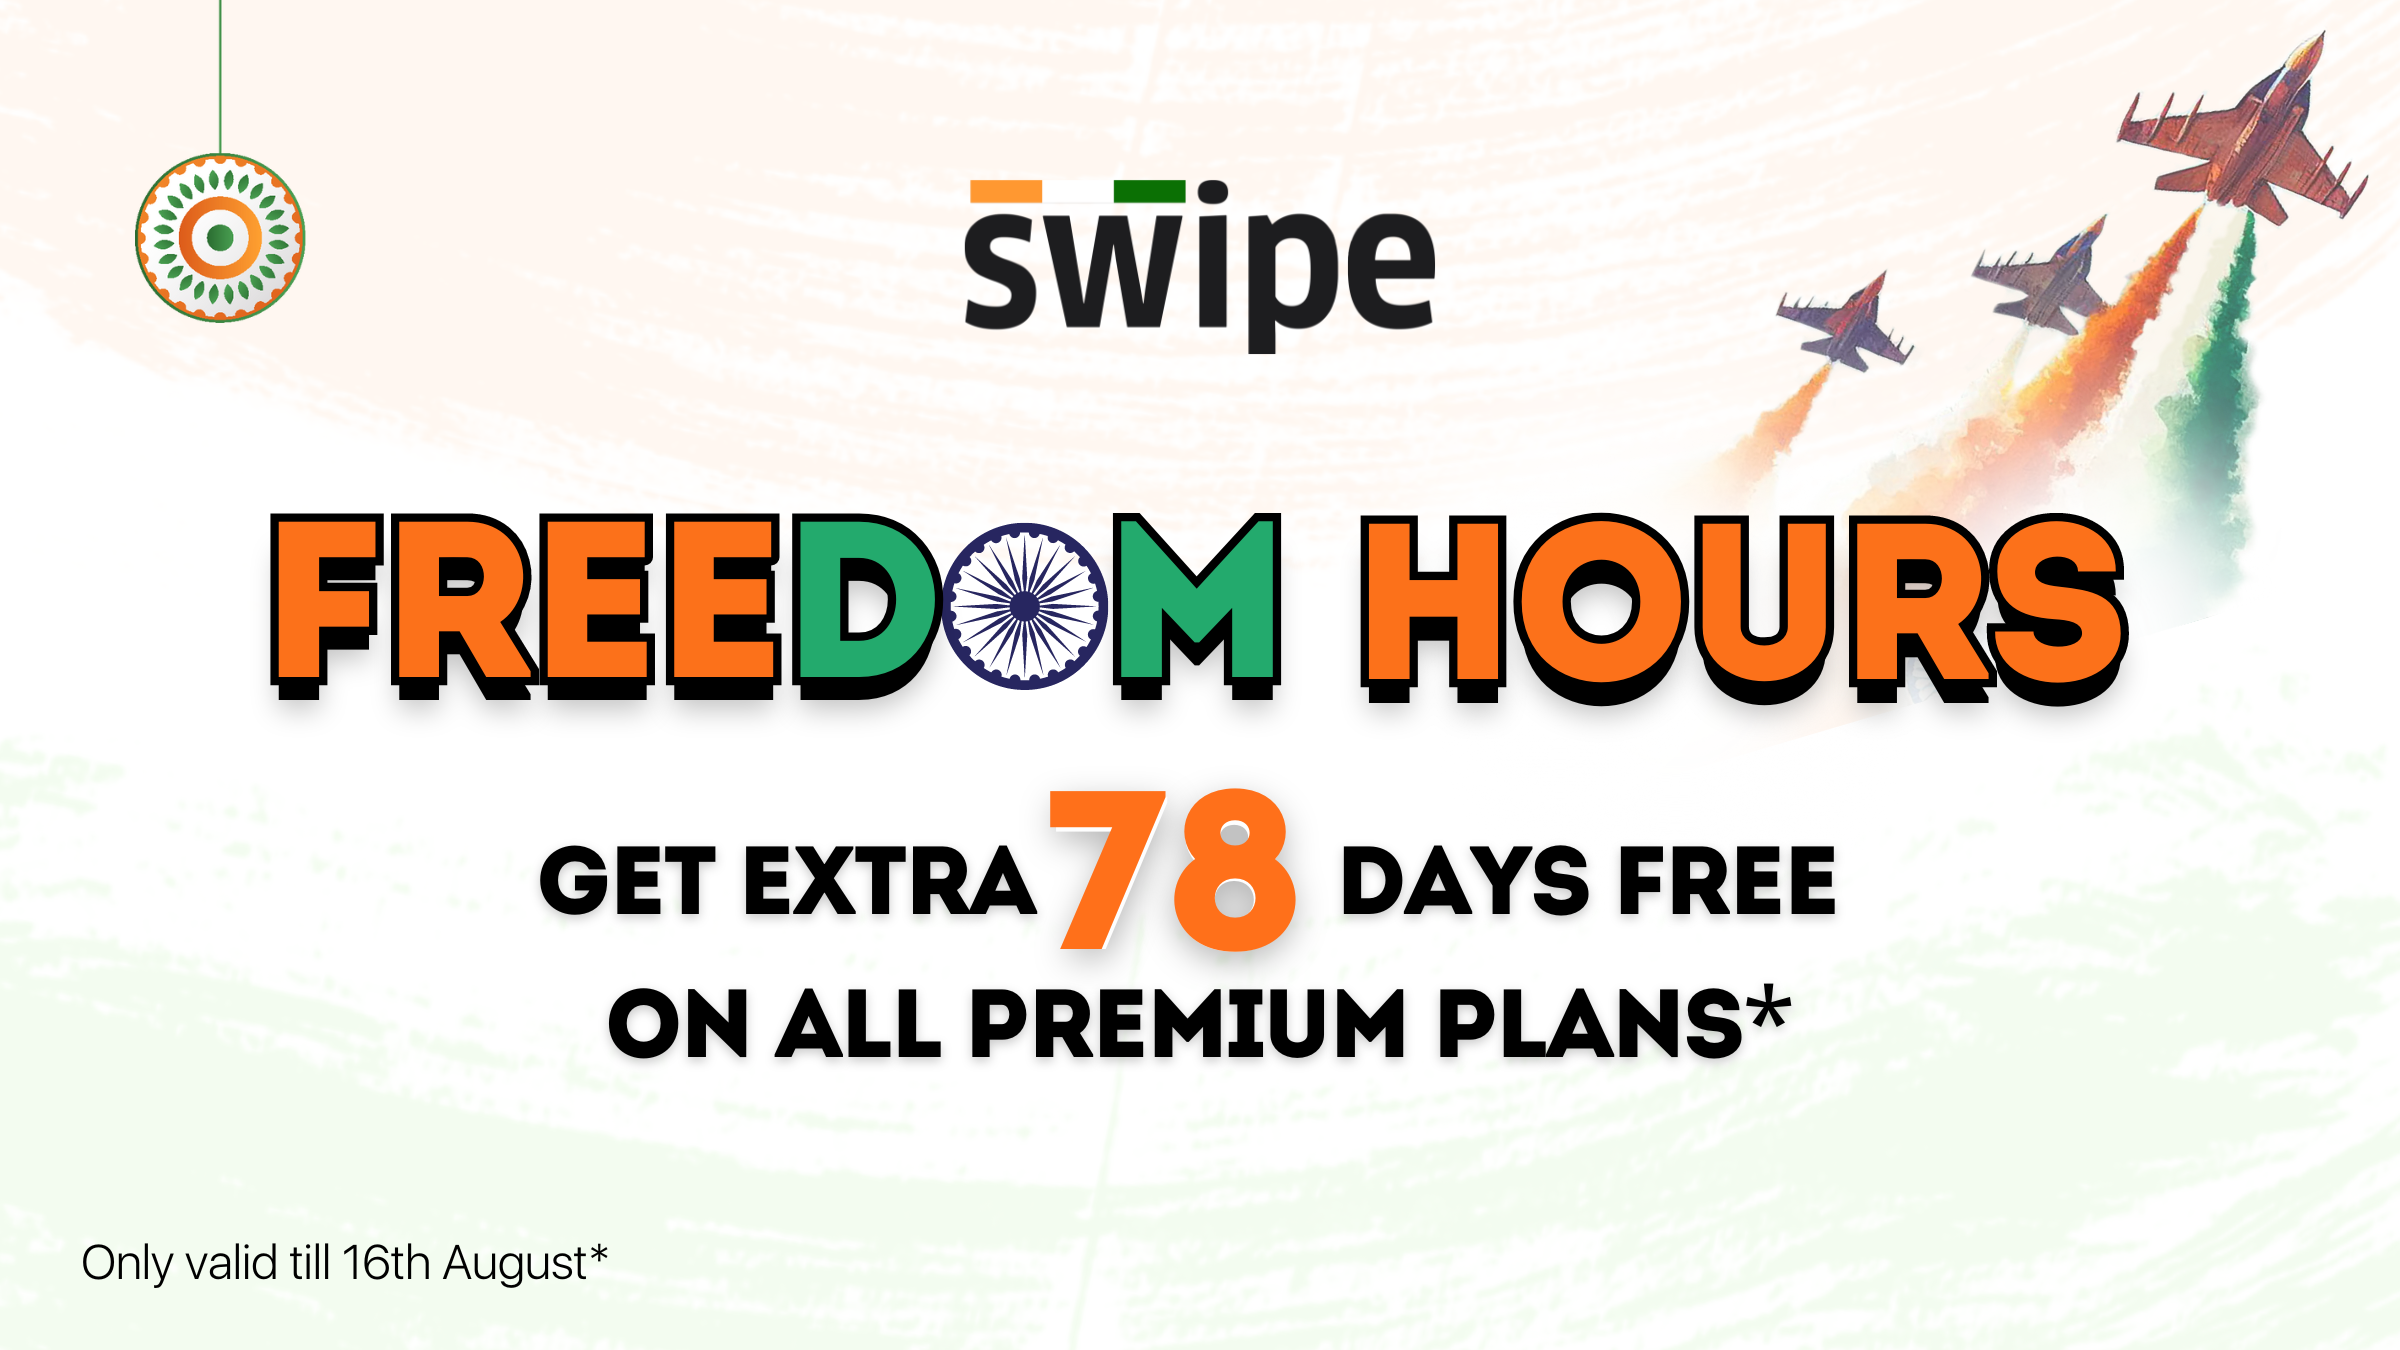 swipe
FREEDOM HOURS
GET EXTRA 78 DAYS FREE
ON ALL PREMIUM PLANS*
Only valid till 16th August*